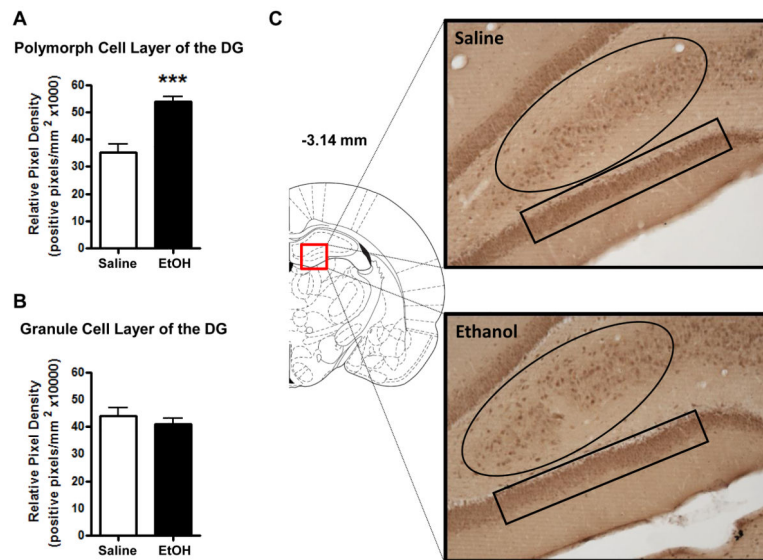 A
Polymorph Cell Layer of the DG
Relative Pixel Density
(positive pixels/mm 2 x1000)
60
50
40
30
20
10
0
***
Saline
EtOH
B
Granule Cell Layer of the DG
Relative Pixel Density
(positive pixels/mm 2 x10000)
60
50
40
30
20
10
0
Saline
EtOH
C
-3.14 mm
Saline
Ethanol